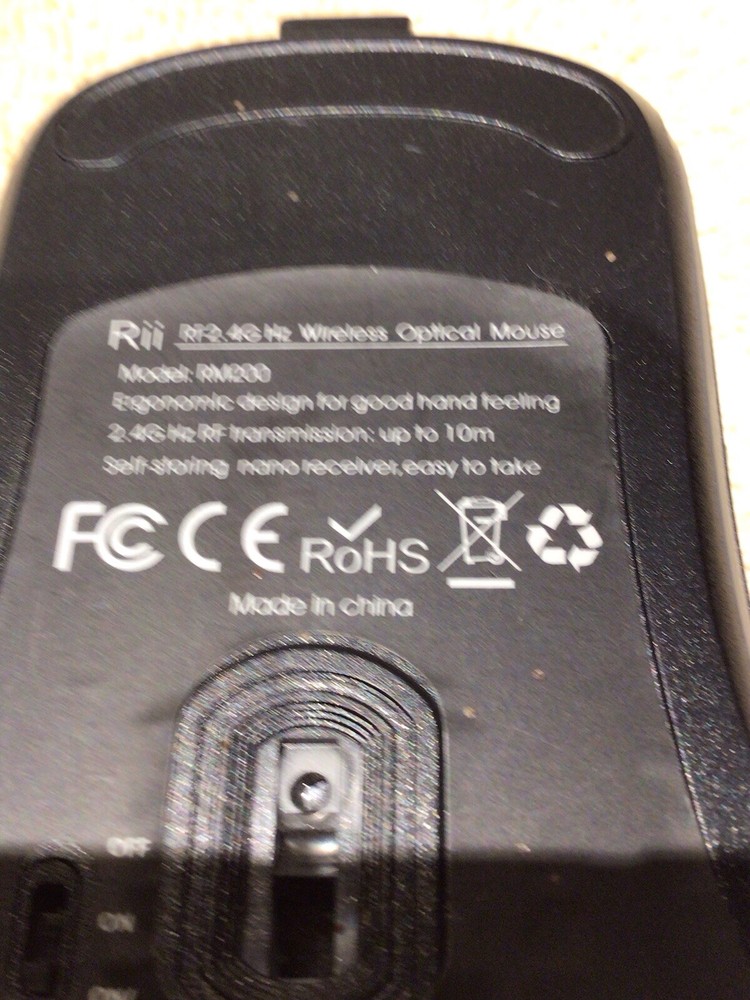 Rii RF2.4GHz Wireless Optical Mouse
Model: RM200
Ergonomic design for good hand feeling
2.4GHz RF transmission: up to 10m
Self-storing nano receiver,easy to take
FC CE RoHS
Made in china
OFF
ON